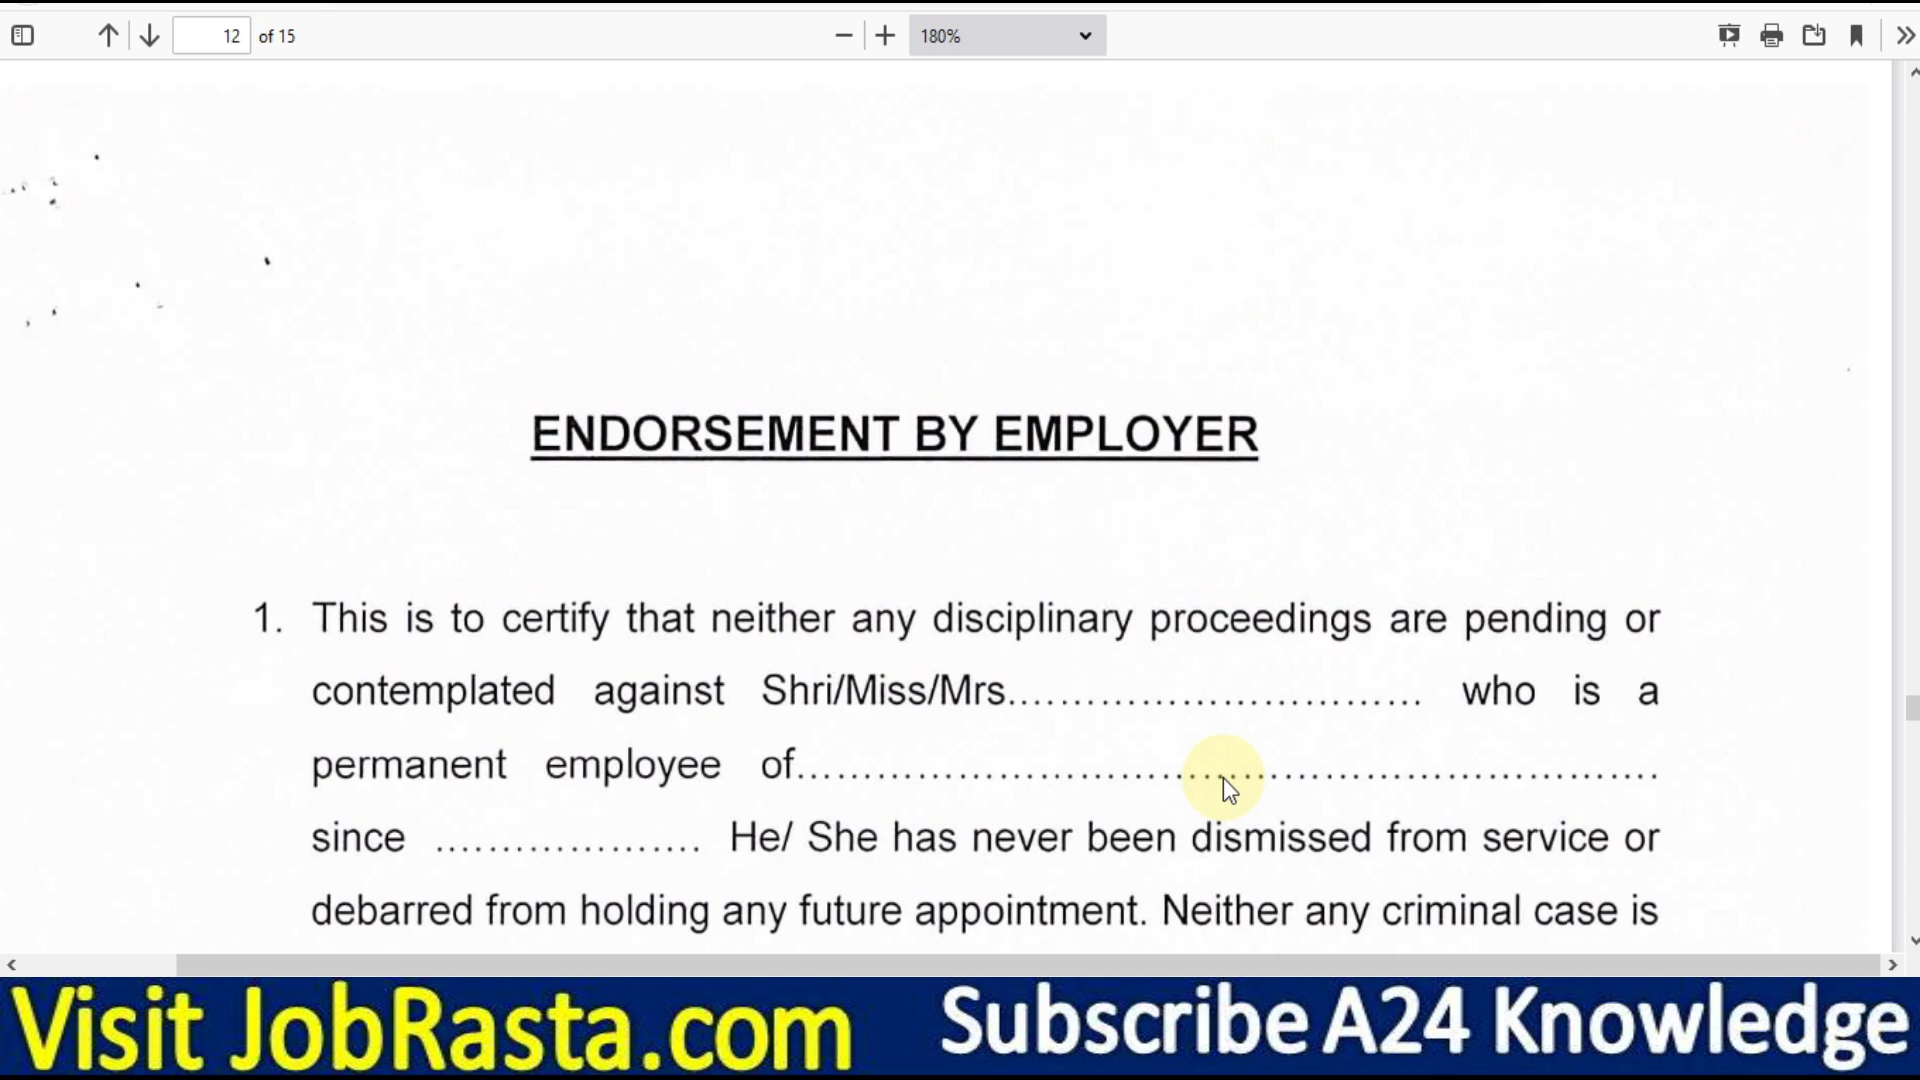 12 of 15 180%
ENDORSEMENT BY EMPLOYER
1. This is to certify that neither any disciplinary proceedings are pending or
contemplated against Shri/Miss/Mrs.............................. who is a
permanent employee of...............................................................
since .................... He/ She has never been dismissed from service or
debarred from holding any future appointment. Neither any criminal case is
Visit JobRasta.com Subscribe A24 Knowledge